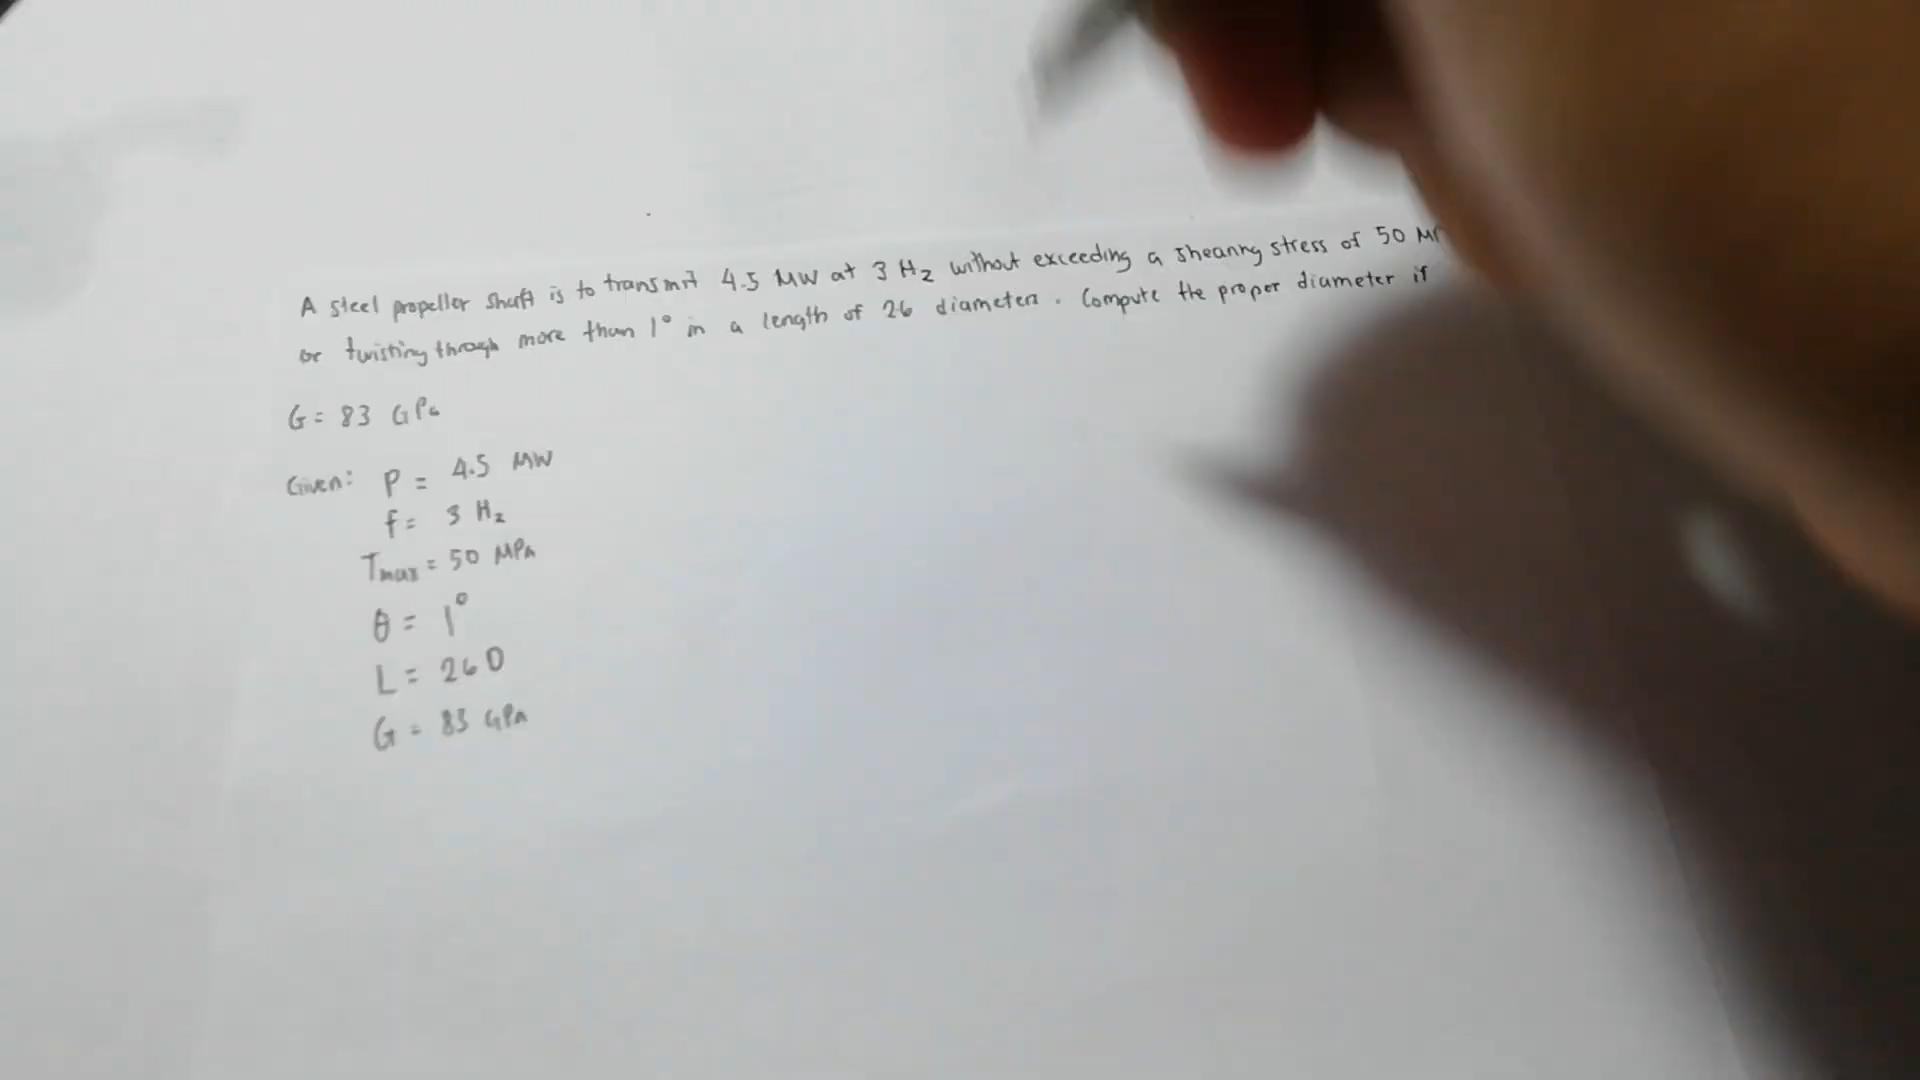 A steel propeller shaft is to transmit 4.5 MW at 3 Hz without exceeding a shearing stress of 50
or twisting through more than 1° in a length of 26 diameters. Compute the proper diameter if
G = 83 GPa
Given: P = 4.5 MW
f = 3 Hz
Tmax = 50 MPa
θ = 1°
L = 26 D
G = 83 GPa